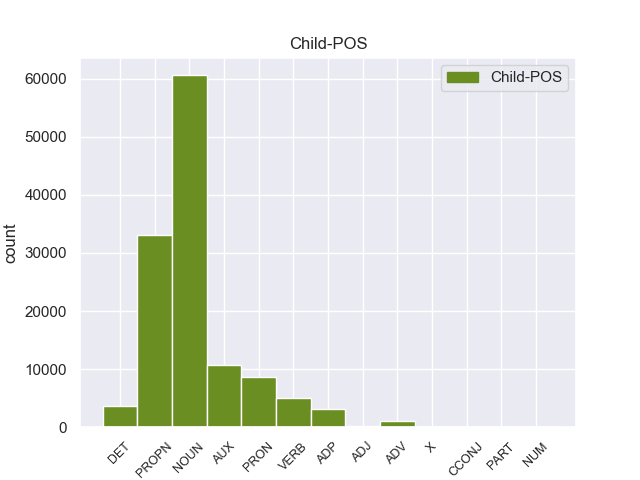 Child-POS
Child-POS
60000
50000
40000
30000
20000
10000
0
count
DET PROPN NOUN AUX PRON VERB ADP ADJ ADV X CCONJ PART NUM